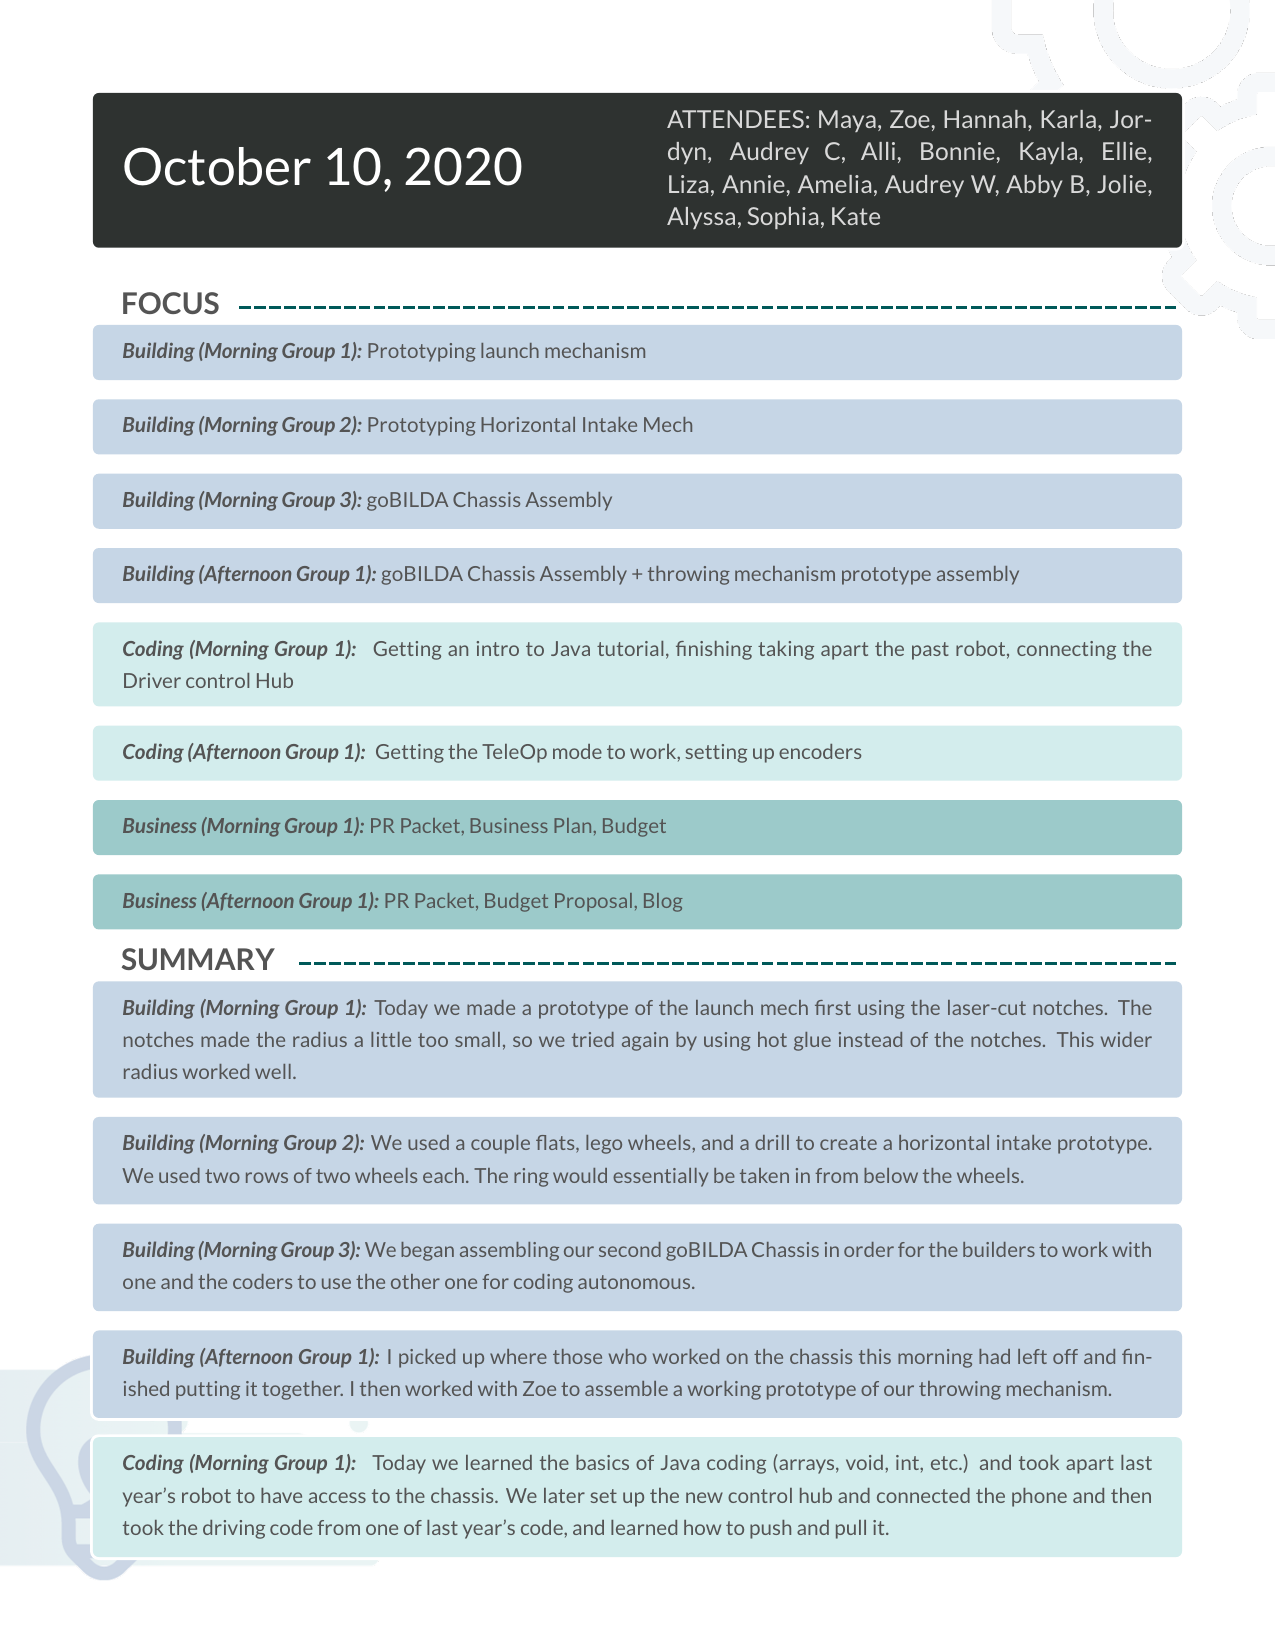 October 10, 2020
ATTENDEES: Maya, Zoe, Hannah, Karla, Jor-
dyn, Audrey C, Alli, Bonnie, Kayla, Ellie,
Liza, Annie, Amelia, Audrey W, Abby B, Jolie,
Alyssa, Sophia, Kate
FOCUS
Building (Morning Group 1): Prototyping launch mechanism
Building (Morning Group 2): Prototyping Horizontal Intake Mech
Building (Morning Group 3): goBILDA Chassis Assembly
Building (Afternoon Group 1): goBILDA Chassis Assembly + throwing mechanism prototype assembly
Coding (Morning Group 1): Getting an intro to Java tutorial, finishing taking apart the past robot, connecting the
Driver control Hub
Coding (Afternoon Group 1): Getting the TeleOp mode to work, setting up encoders
Business (Morning Group 1): PR Packet, Business Plan, Budget
Business (Afternoon Group 1): PR Packet, Budget Proposal, Blog
SUMMARY
Building (Morning Group 1): Today we made a prototype of the launch mech first using the laser-cut notches. The
notches made the radius a little too small, so we tried again by using hot glue instead of the notches. This wider
radius worked well.
Building (Morning Group 2): We used a couple flats, lego wheels, and a drill to create a horizontal intake prototype.
We used two rows of two wheels each. The ring would essentially be taken in from below the wheels.
Building (Morning Group 3): We began assembling our second goBILDA Chassis in order for the builders to work with
one and the coders to use the other one for coding autonomous.
Building (Afternoon Group 1): I picked up where those who worked on the chassis this morning had left off and fin-
ished putting it together. I then worked with Zoe to assemble a working prototype of our throwing mechanism.
Coding (Morning Group 1): Today we learned the basics of Java coding (arrays, void, int, etc.) and took apart last
year's robot to have access to the chassis. We later set up the new control hub and connected the phone and then
took the driving code from one of last year's code, and learned how to push and pull it.